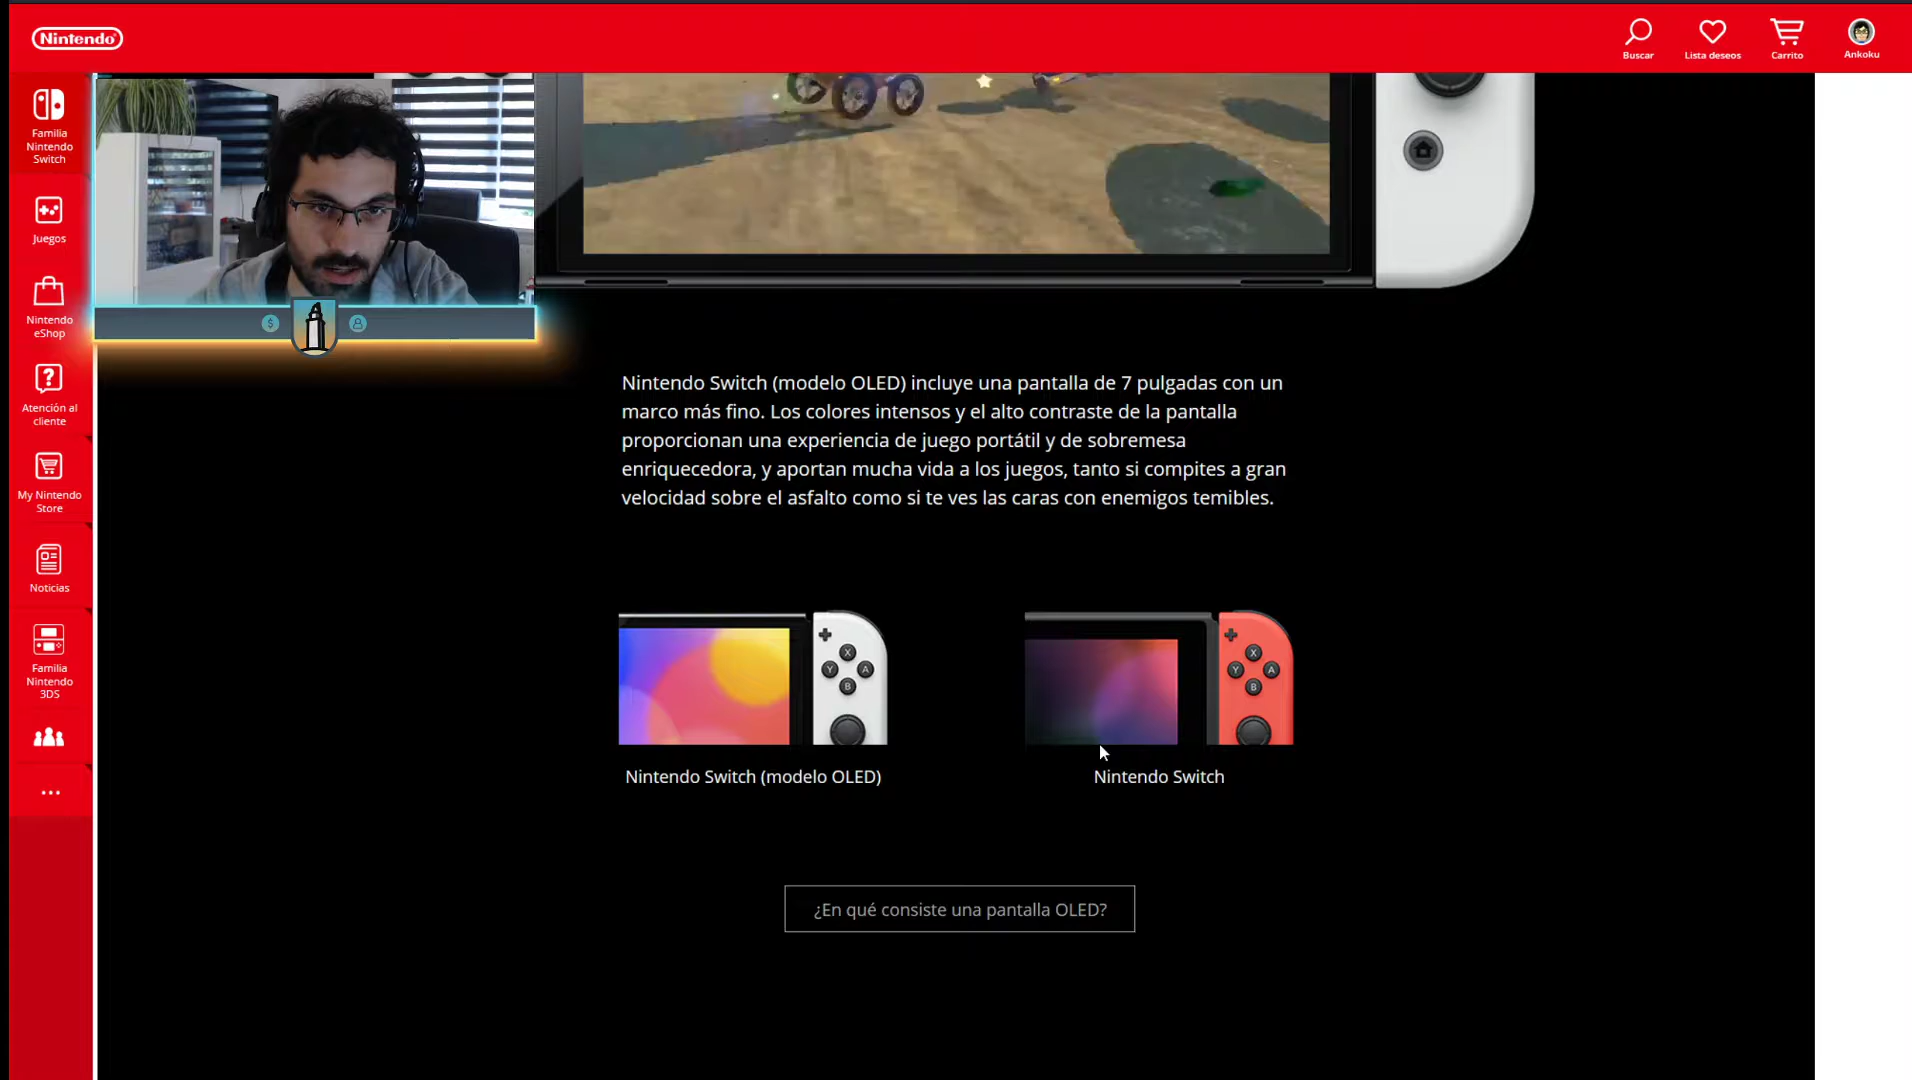 Nintendo
Buscar
Lista deseos
Carrito
Ankoku
Familia
Nintendo
Switch
Juegos
Nintendo
eShop
Atención al
cliente
My Nintendo
Store
Noticias
Familia
Nintendo
3DS
Nintendo Switch (modelo OLED) incluye una pantalla de 7 pulgadas con un
marco más fino. Los colores intensos y el alto contraste de la pantalla
proporcionan una experiencia de juego portátil y de sobremesa
enriquecedora, y aportan mucha vida a los juegos, tanto si compites a gran
velocidad sobre el asfalto como si te ves las caras con enemigos temibles.
X
Y A
B
X
Y A
B
Nintendo Switch (modelo OLED)
Nintendo Switch
¿En qué consiste una pantalla OLED?